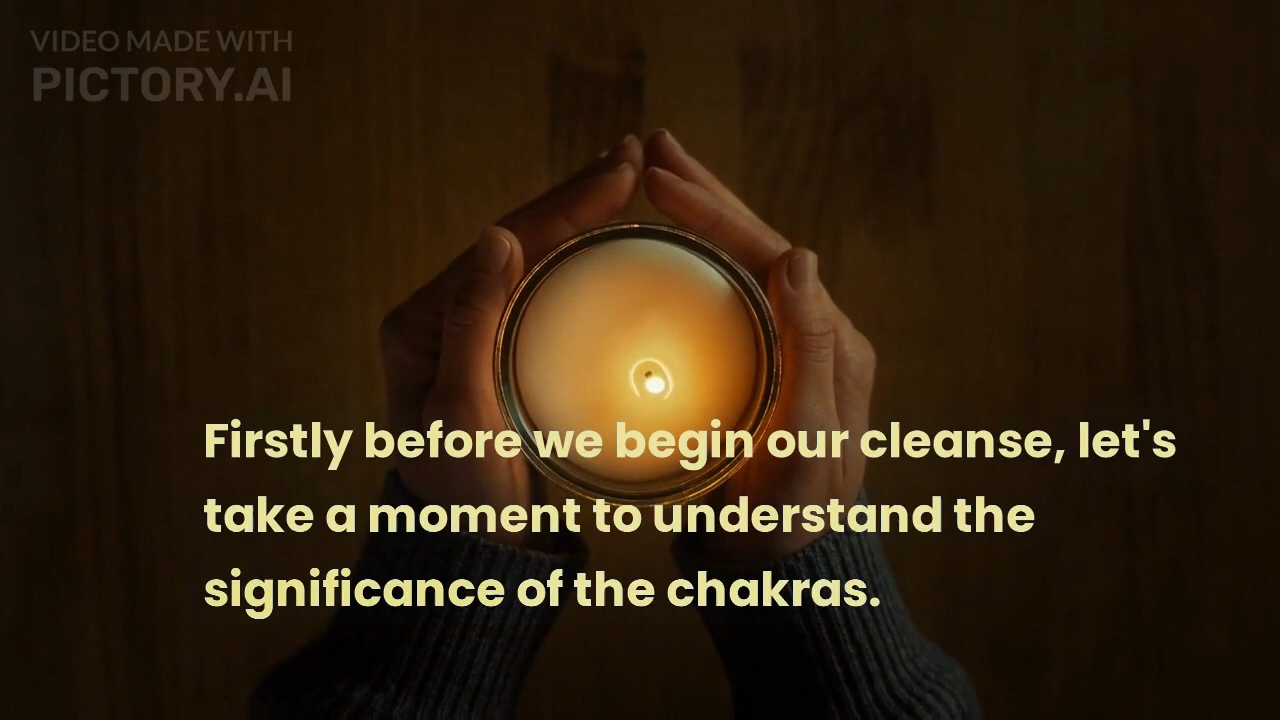 VIDEO MADE WITH
PICTORY.AI
Firstly before we begin our cleanse, let's
take a moment to understand the
significance of the chakras.